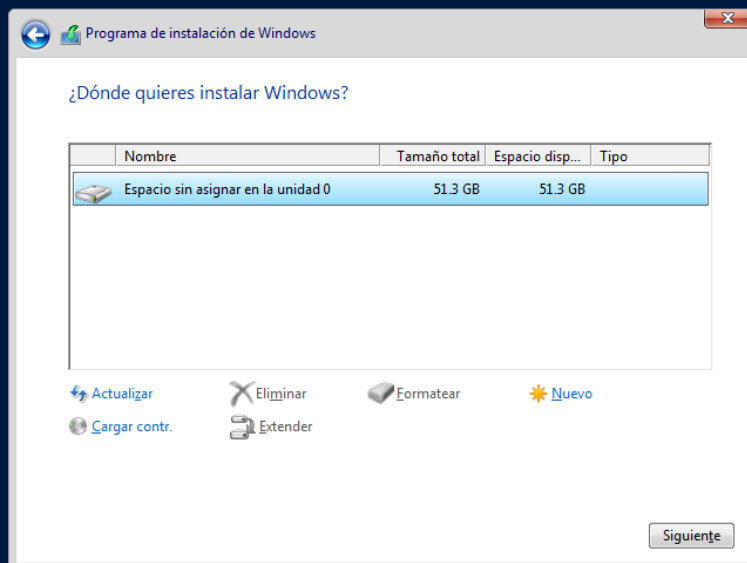 Programa de instalación de Windows
¿Dónde quieres instalar Windows?
Nombre Tamaño total Espacio disp... Tipo
Espacio sin asignar en la unidad 0 51.3 GB 51.3 GB
Actualizar Eliminar Formatear Nuevo
Cargar contr. Extender
Siguiente